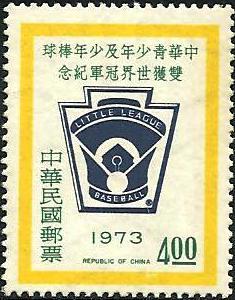 中華青少年及少年棒球
雙獲世界冠軍紀念
LITTLE LEAGUE
BASEBALL
®
中華民國郵票
1973
REPUBLIC OF CHINA
4.00